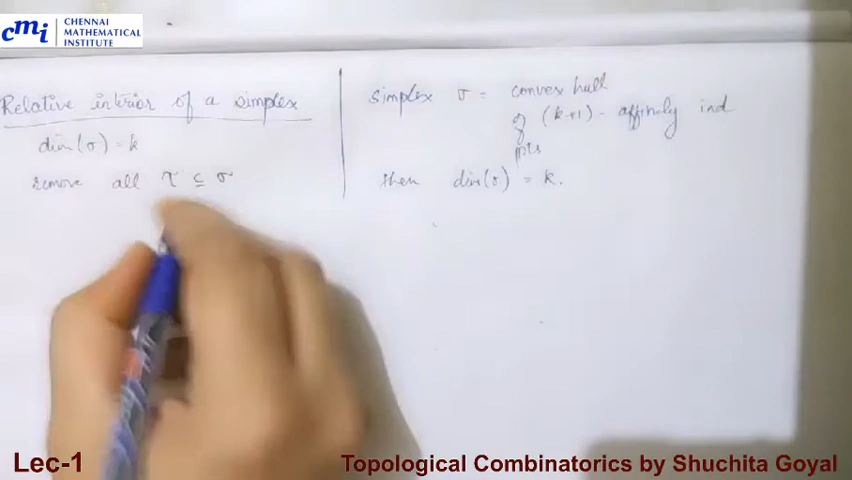 cmi
CHENNAI
MATHEMATICAL
INSTITUTE
Relative interior of a simplex
dim(σ) = k
remove all τ ⊆ σ
simplex σ = convex hull
of (k+1) - affinely ind
pts
then dim(σ) = k.
Lec-1
Topological Combinatorics by Shuchita Goyal